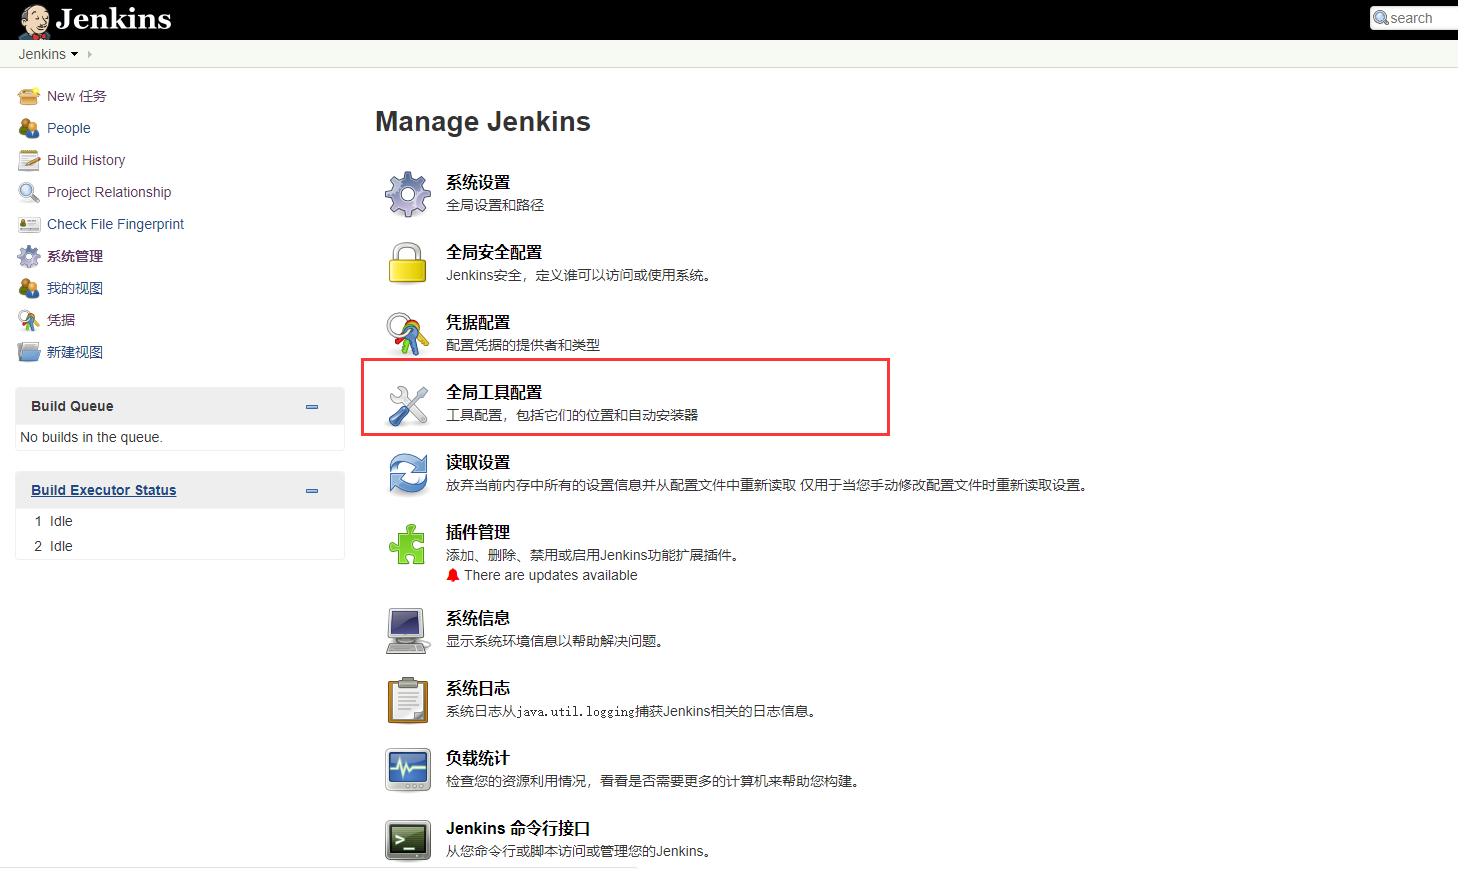 Jenkins
search
Jenkins
New 任务
People
Build History
Project Relationship
Check File Fingerprint
系统管理
我的视图
凭据
新建视图
Build Queue
No builds in the queue.
Build Executor Status
1 Idle
2 Idle
Manage Jenkins
系统设置
全局设置和路径
全局安全配置
Jenkins安全，定义谁可以访问或使用系统。
凭据配置
配置凭据的提供者和类型
全局工具配置
工具配置，包括它们的位置和自动安装器
读取设置
放弃当前内存中所有的设置信息并从配置文件中重新读取 仅用于当您手动修改配置文件时重新读取设置。
插件管理
添加、删除、禁用或启用Jenkins功能扩展插件。
There are updates available
系统信息
显示系统环境信息以帮助解决问题。
系统日志
系统日志从java.util.logging捕获Jenkins相关的日志信息。
负载统计
检查您的资源利用情况，看看是否需要更多的计算机来帮助您构建。
Jenkins 命令行接口
从您命令行或脚本访问或管理您的Jenkins。